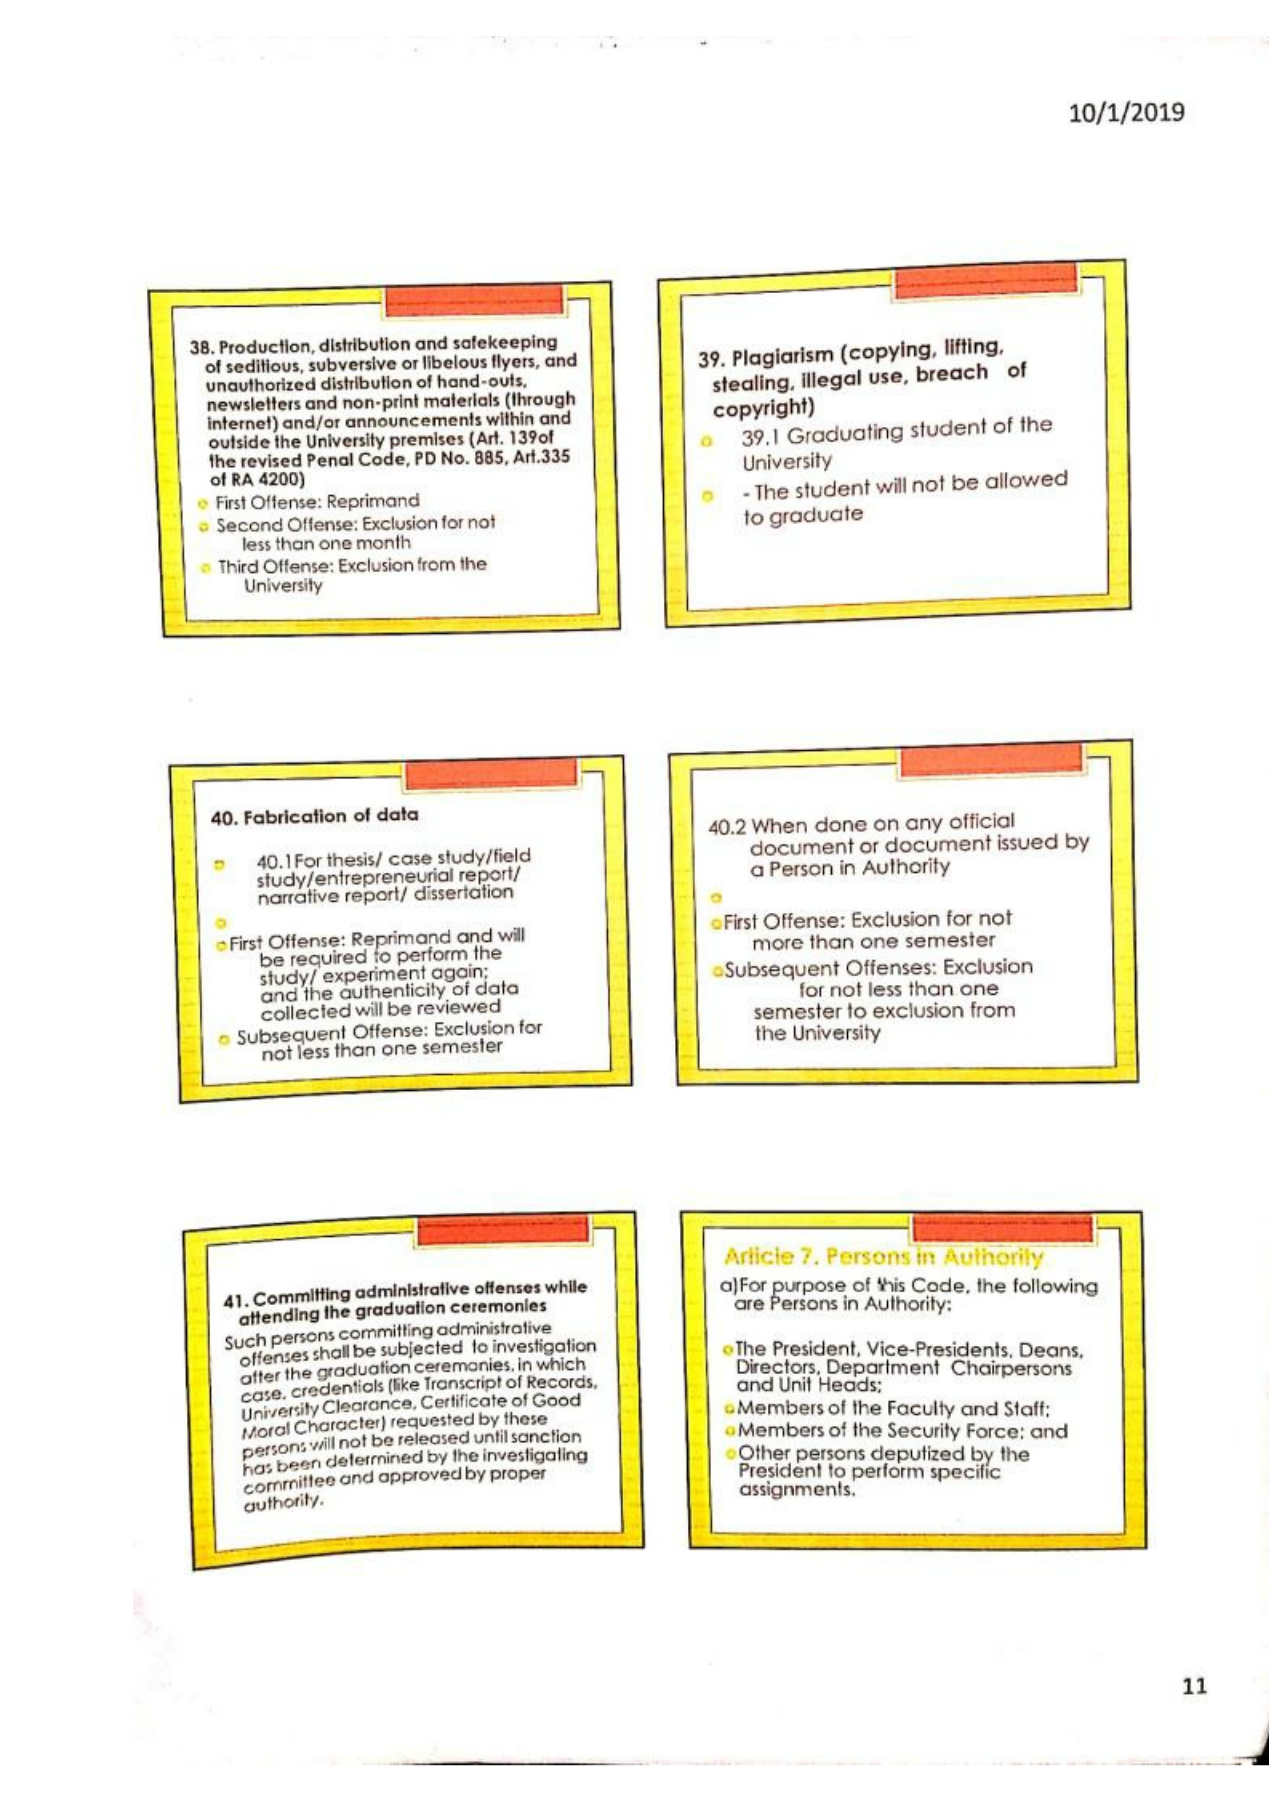 10/1/2019
38. Production, distribution and safekeeping
of seditious, subversive or libelous flyers, and
unauthorized distribution of hand-outs,
newsletters and non-print materials (through
internet) and/or announcements within and
outside the University premises (Art. 139of
the revised Penal Code, PD No. 885, Art.335
of RA 4200)
First Offense: Reprimand
Second Offense: Exclusion for not
less than one month
Third Offense: Exclusion from the
University
39. Plagiarism (copying, lifting,
stealing, illegal use, breach of
copyright)
39.1 Graduating student of the
University
- The student will not be allowed
to graduate
40. Fabrication of data
40.1For thesis/ case study/field
study/entrepreneurial report/
narrative report/ dissertation
First Offense: Reprimand and will
be required to perform the
study/ experiment again;
and the authenticity of data
collected will be reviewed
Subsequent Offense: Exclusion for
not less than one semester
40.2 When done on any official
document or document issued by
a Person in Authority
First Offense: Exclusion for not
more than one semester
Subsequent Offenses: Exclusion
for not less than one
semester to exclusion from
the University
41. Committing administrative offenses while
attending the graduation ceremonies
Such persons committing administrative
offenses shall be subjected to investigation
after the graduation ceremonies, in which
case, credentials (like Transcript of Records,
University Clearance, Certificate of Good
Moral Character) requested by these
persons will not be released until sanction
has been determined by the investigating
committee and approved by proper
authority.
Article 7. Persons in Authority
a)For purpose of this Code, the following
are Persons in Authority:
The President, Vice-Presidents, Deans,
Directors, Department Chairpersons
and Unit Heads;
Members of the Faculty and Staff;
Members of the Security Force; and
Other persons deputized by the
President to perform specific
assignments.
11